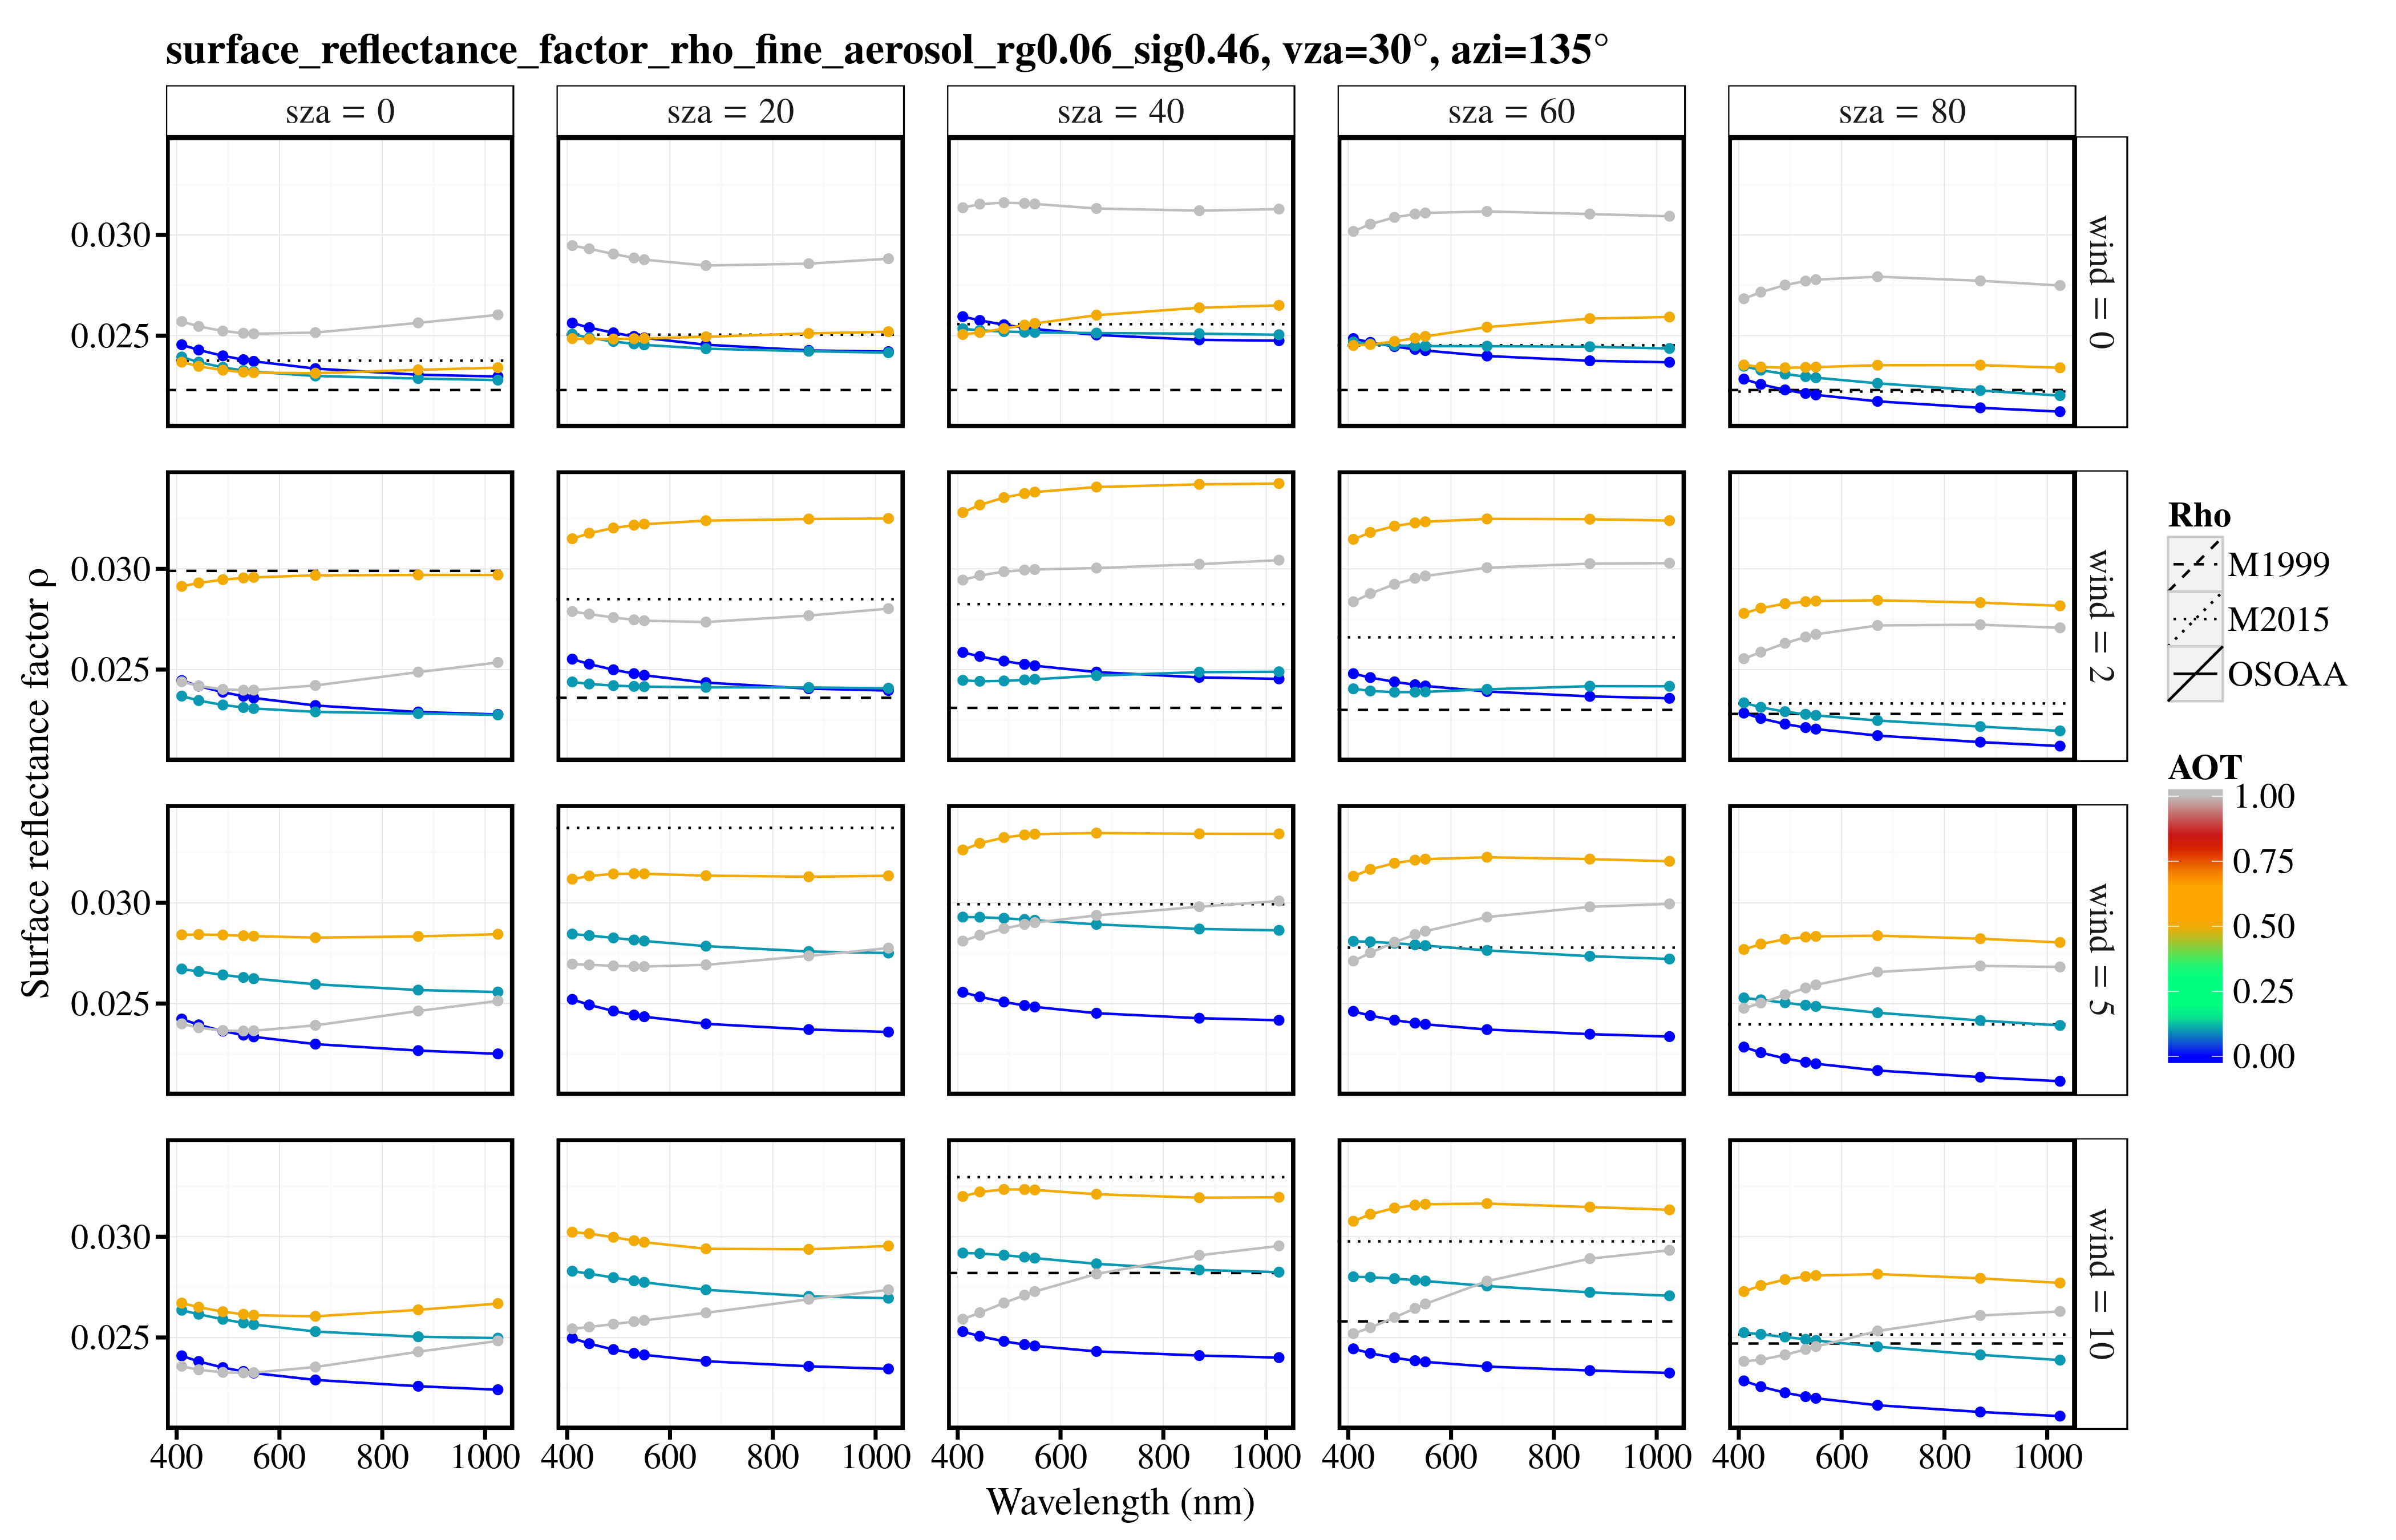 surface_reflectance_factor_rho_fine_aerosol_rg0.06_sig0.46, vza=30°, azi=135°
sza = 0
sza = 20
sza = 40
sza = 60
sza = 80
0.030
0.025
wind = 0
0.030
0.025
wind = 2
0.030
0.025
wind = 5
0.030
0.025
wind = 10
400 600 800 1000
400 600 800 1000
400 600 800 1000
400 600 800 1000
400 600 800 1000
Wavelength (nm)
Surface reflectance factor ρ
Rho
M1999
M2015
OSOAA
AOT
1.00
0.75
0.50
0.25
0.00